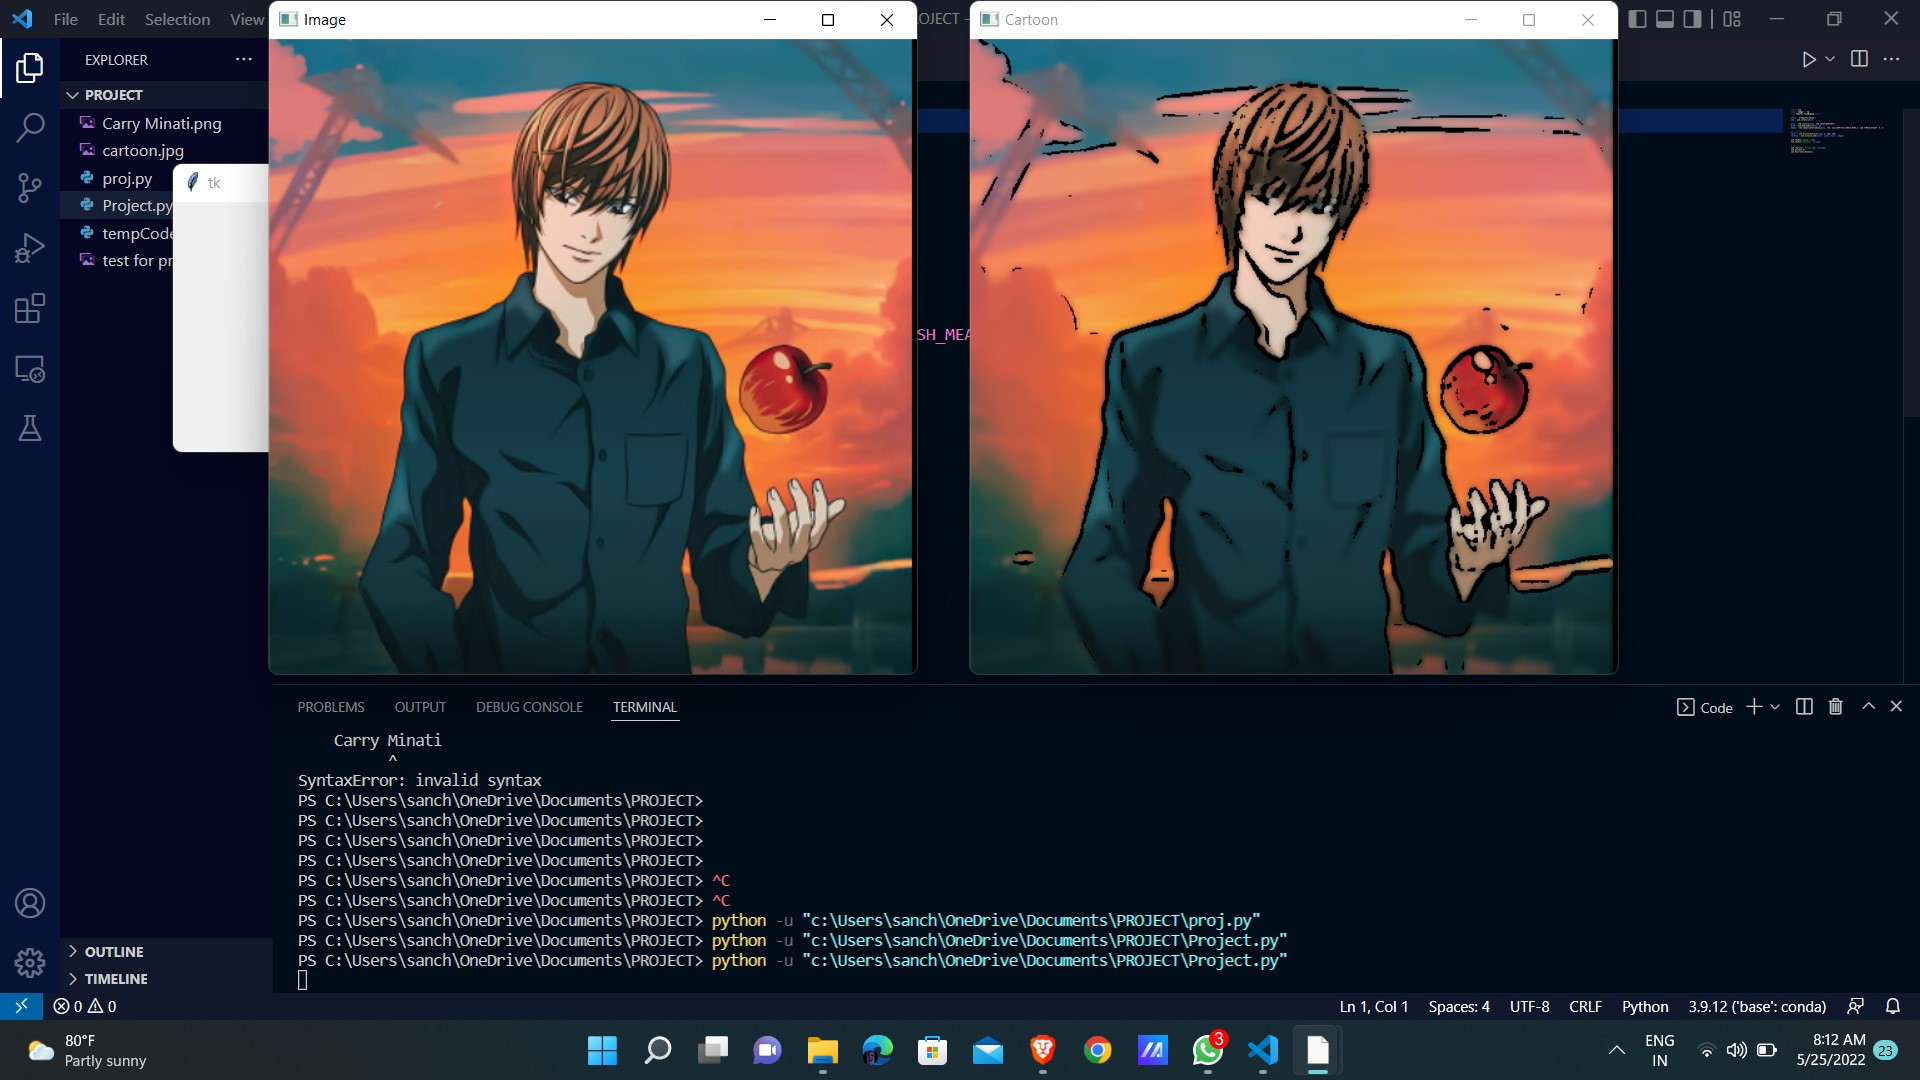 File Edit Selection View
OJECT -
Image
Cartoon
EXPLORER
PROJECT
Carry Minati.png
cartoon.jpg
proj.py
Project.py
tempCode
test for pr
tk
SH_MEA
OUTLINE
TIMELINE
PROBLEMS OUTPUT DEBUG CONSOLE TERMINAL
Code
Carry Minati
^
SyntaxError: invalid syntax
PS C:\Users\sanch\OneDrive\Documents\PROJECT>
PS C:\Users\sanch\OneDrive\Documents\PROJECT>
PS C:\Users\sanch\OneDrive\Documents\PROJECT>
PS C:\Users\sanch\OneDrive\Documents\PROJECT>
PS C:\Users\sanch\OneDrive\Documents\PROJECT> ^C
PS C:\Users\sanch\OneDrive\Documents\PROJECT> ^C
PS C:\Users\sanch\OneDrive\Documents\PROJECT> python -u "c:\Users\sanch\OneDrive\Documents\PROJECT\proj.py"
PS C:\Users\sanch\OneDrive\Documents\PROJECT> python -u "c:\Users\sanch\OneDrive\Documents\PROJECT\Project.py"
PS C:\Users\sanch\OneDrive\Documents\PROJECT> python -u "c:\Users\sanch\OneDrive\Documents\PROJECT\Project.py"
0 0
Ln 1, Col 1 Spaces: 4 UTF-8 CRLF Python 3.9.12 ('base': conda)
80°F
Partly sunny
3
ENG
IN
8:12 AM
5/25/2022
23